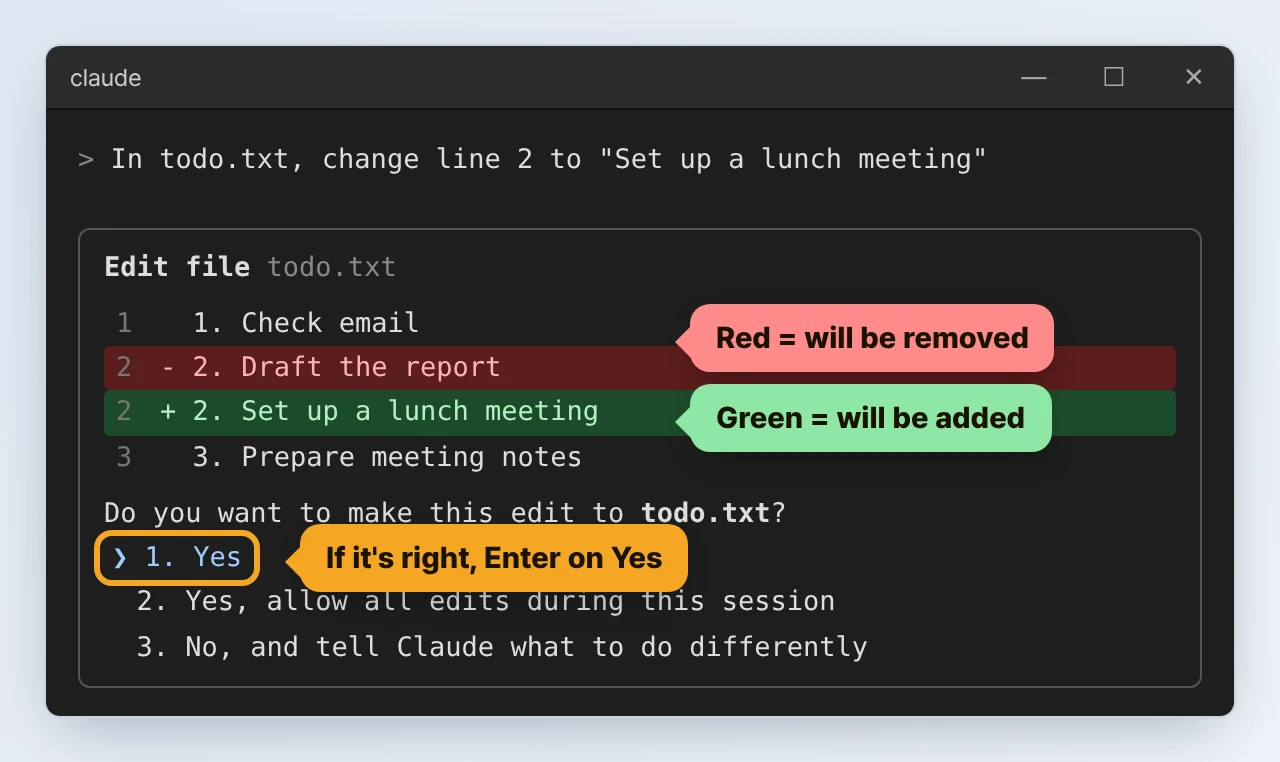 claude
> In todo.txt, change line 2 to "Set up a lunch meeting"
Edit file todo.txt
1 1. Check email
Red = will be removed
2 - 2. Draft the report
2 + 2. Set up a lunch meeting
Green = will be added
3 3. Prepare meeting notes
Do you want to make this edit to todo.txt?
❯ 1. Yes
If it's right, Enter on Yes
2. Yes, allow all edits during this session
3. No, and tell Claude what to do differently